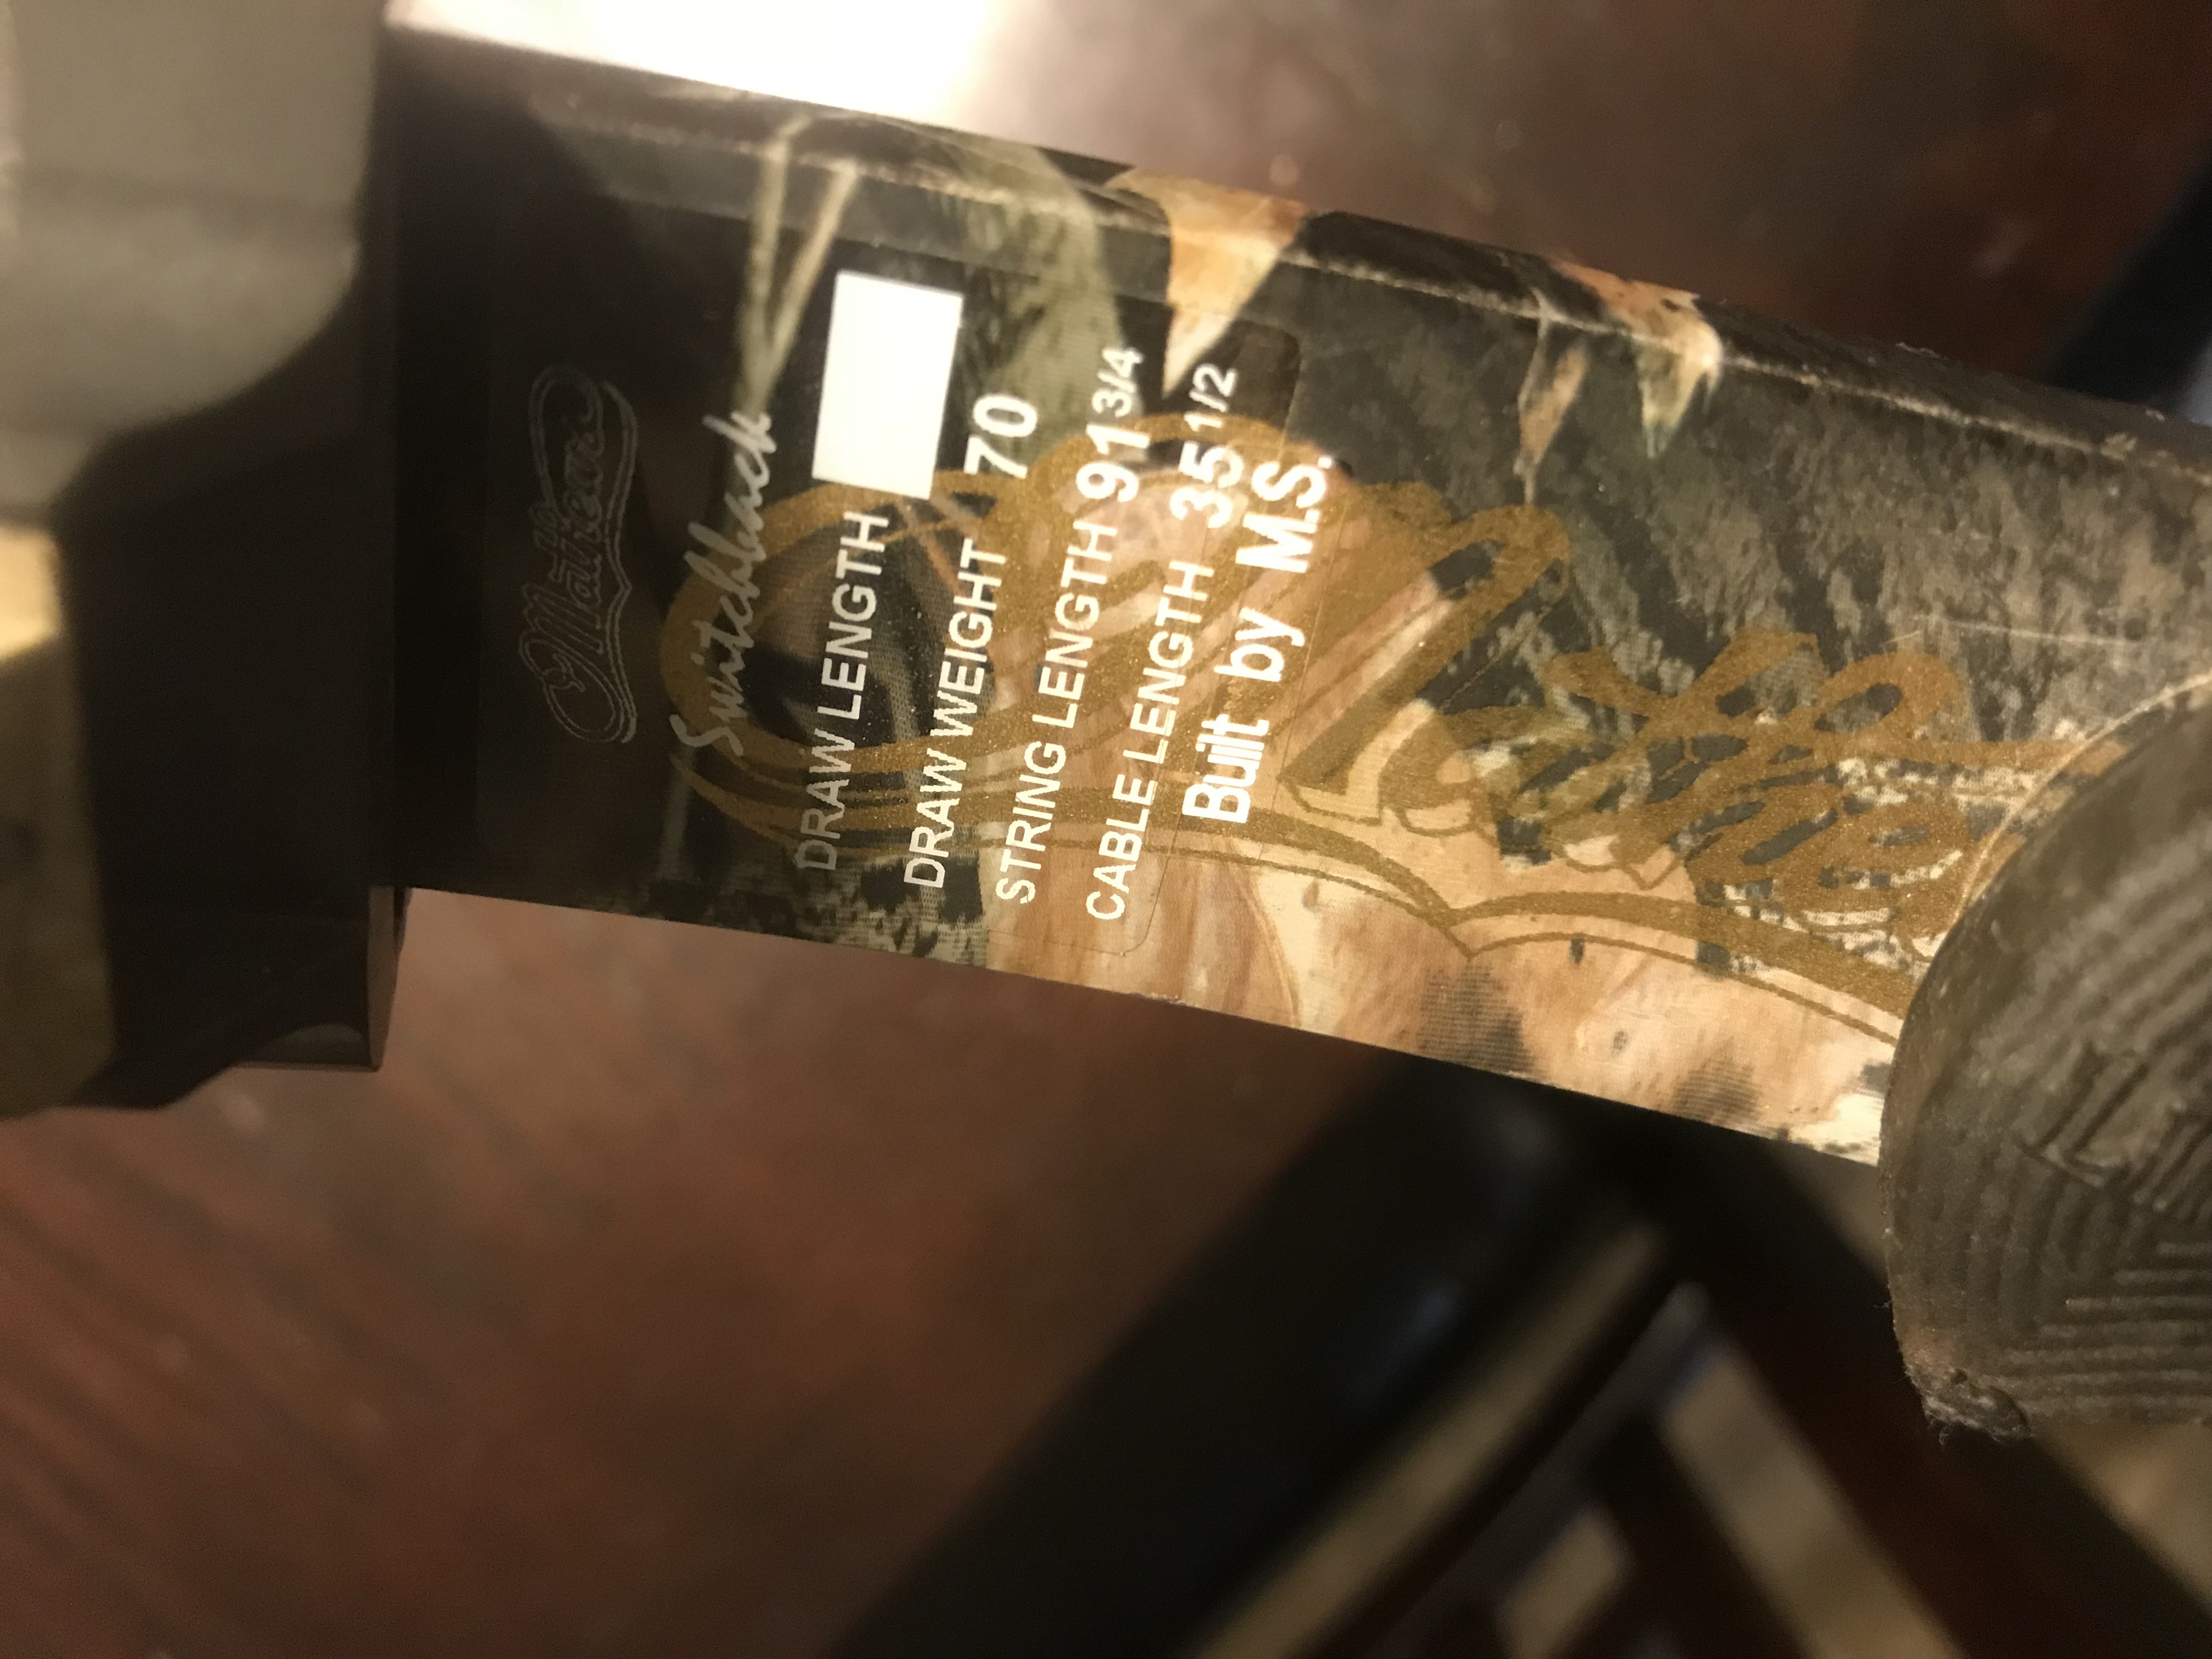 Mathews
Switchback
DRAW LENGTH
DRAW WEIGHT 70
STRING LENGTH 91 3/4
CABLE LENGTH 35 1/2
Built by M.S.
Mathe